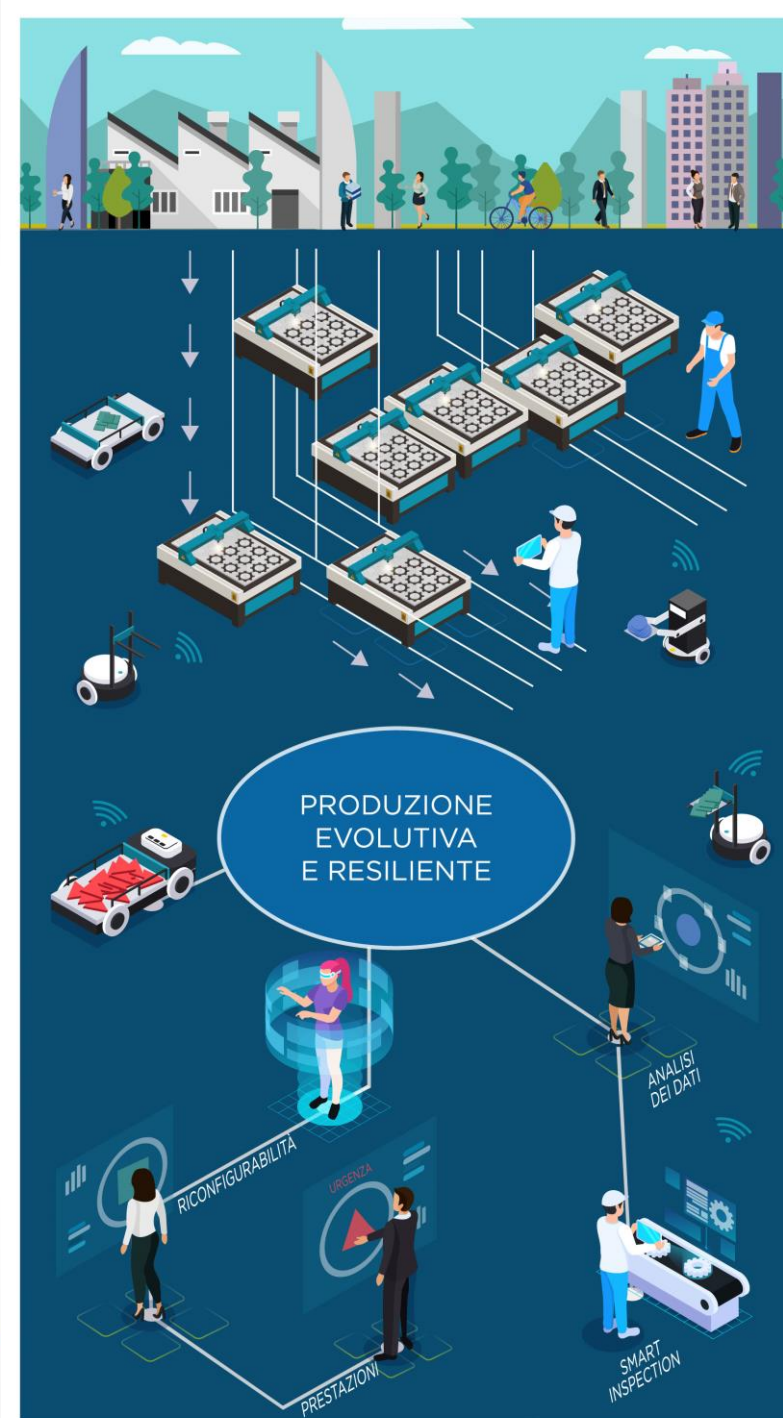 PRODUZIONE
EVOLUTIVA
E RESILIENTE
ANALISI
DEI DATI
RICONFIGURABILITÀ
URGENZA
PRESTAZIONI
SMART
INSPECTION